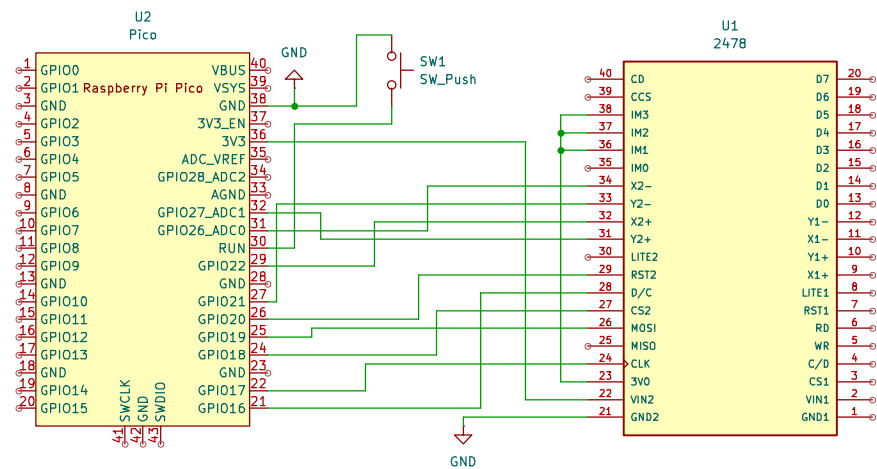 U2
Pico
1 GPIO0 VBUS 40
2 GPIO1 Raspberry Pi Pico VSYS 39
3 GND GND 38
4 GPIO2 3V3_EN 37
5 GPIO3 3V3 36
6 GPIO4 ADC_VREF 35
7 GPIO5 GPIO28_ADC2 34
8 GND AGND 33
9 GPIO6 GPIO27_ADC1 32
10 GPIO7 GPIO26_ADC0 31
11 GPIO8 RUN 30
12 GPIO9 GPIO22 29
13 GND GND 28
14 GPIO10 GPIO21 27
15 GPIO11 GPIO20 26
16 GPIO12 GPIO19 25
17 GPIO13 GPIO18 24
18 GND GND 23
19 GPIO14 GPIO17 22
20 GPIO15 GPIO16 21
SWCLK GND SWDIO
41 42 43
GND
SW1
SW_Push
GND
U1
2478
40 CD D7 20
39 CCS D6 19
38 IM3 D5 18
37 IM2 D4 17
36 IM1 D3 16
35 IM0 D2 15
34 X2- D1 14
33 Y2- D0 13
32 X2+ Y1- 12
31 Y2+ X1- 11
30 LITE2 Y1+ 10
29 RST2 X1+ 9
28 D/C LITE1 8
27 CS2 RST1 7
26 MOSI RD 6
25 MISO WR 5
24 CLK C/D 4
23 3V0 CS1 3
22 VIN2 VIN1 2
21 GND2 GND1 1